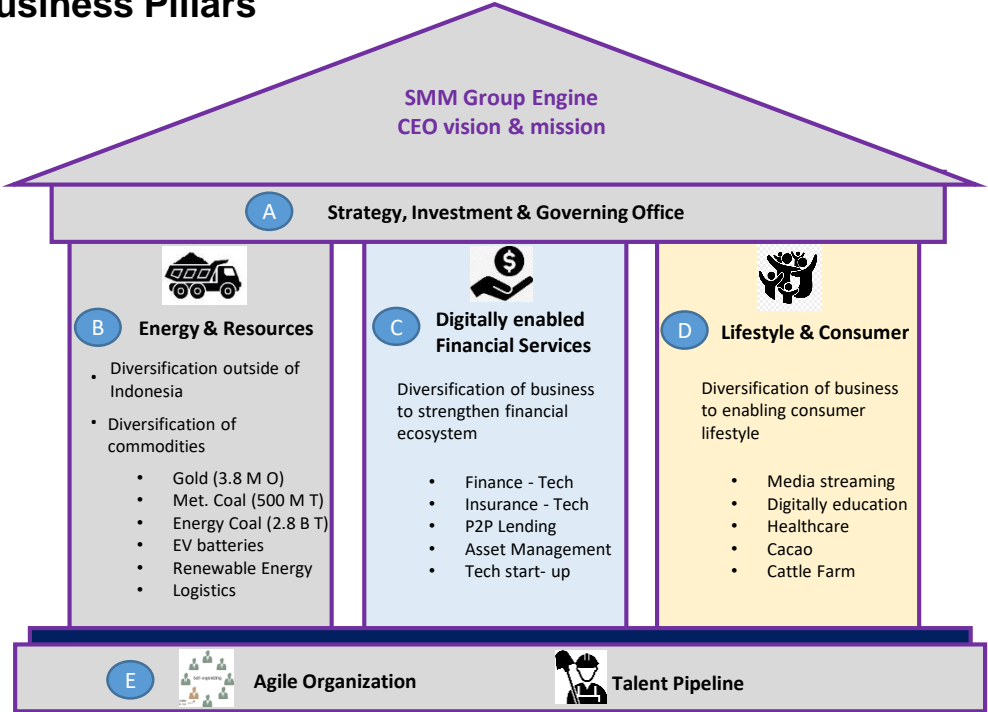 usiness Pillars
SMM Group Engine
CEO vision & mission
A
Strategy, Investment & Governing Office
B
Energy & Resources
• Diversification outside of
Indonesia
• Diversification of
commodities
• Gold (3.8 M O)
• Met. Coal (500 M T)
• Energy Coal (2.8 B T)
• EV batteries
• Renewable Energy
• Logistics
C
Digitally enabled
Financial Services
Diversification of business
to strengthen financial
ecosystem
• Finance - Tech
• Insurance - Tech
• P2P Lending
• Asset Management
• Tech start- up
D
Lifestyle & Consumer
Diversification of business
to enabling consumer
lifestyle
• Media streaming
• Digitally education
• Healthcare
• Cacao
• Cattle Farm
E
Agile Organization
Talent Pipeline